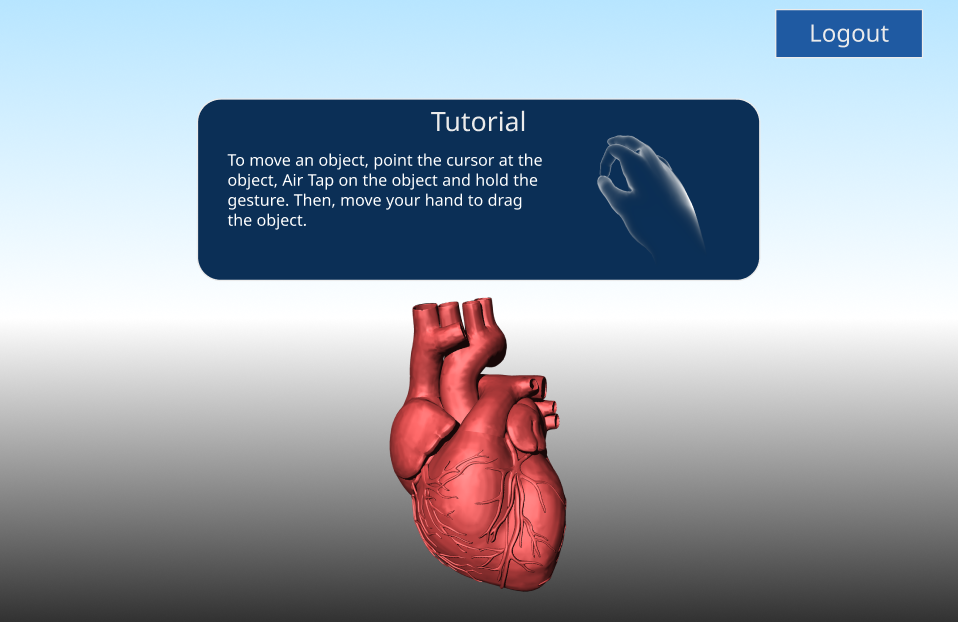 Logout
Tutorial
To move an object, point the cursor at the
object, Air Tap on the object and hold the
gesture. Then, move your hand to drag
the object.